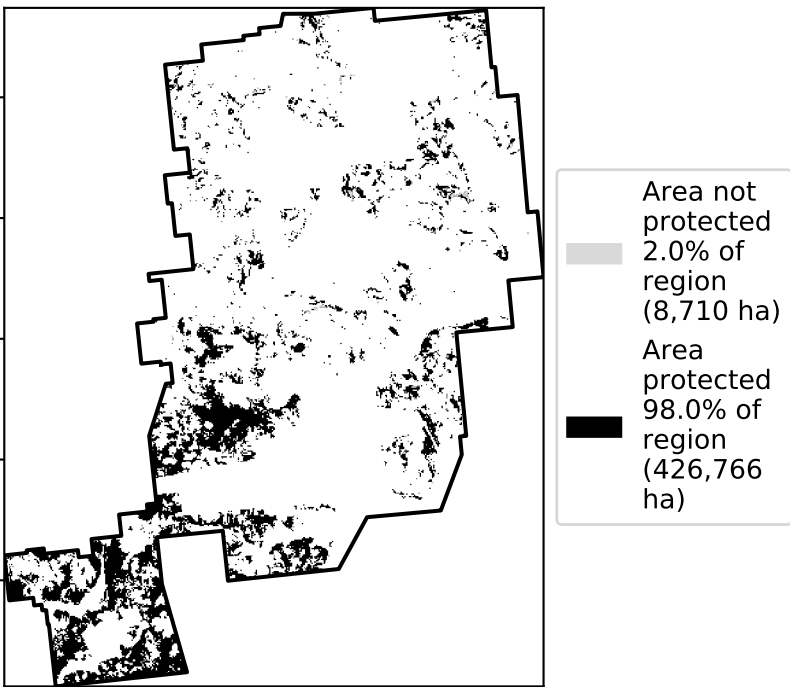 Area not
protected
2.0% of
region
(8,710 ha)
Area
protected
98.0% of
region
(426,766
ha)